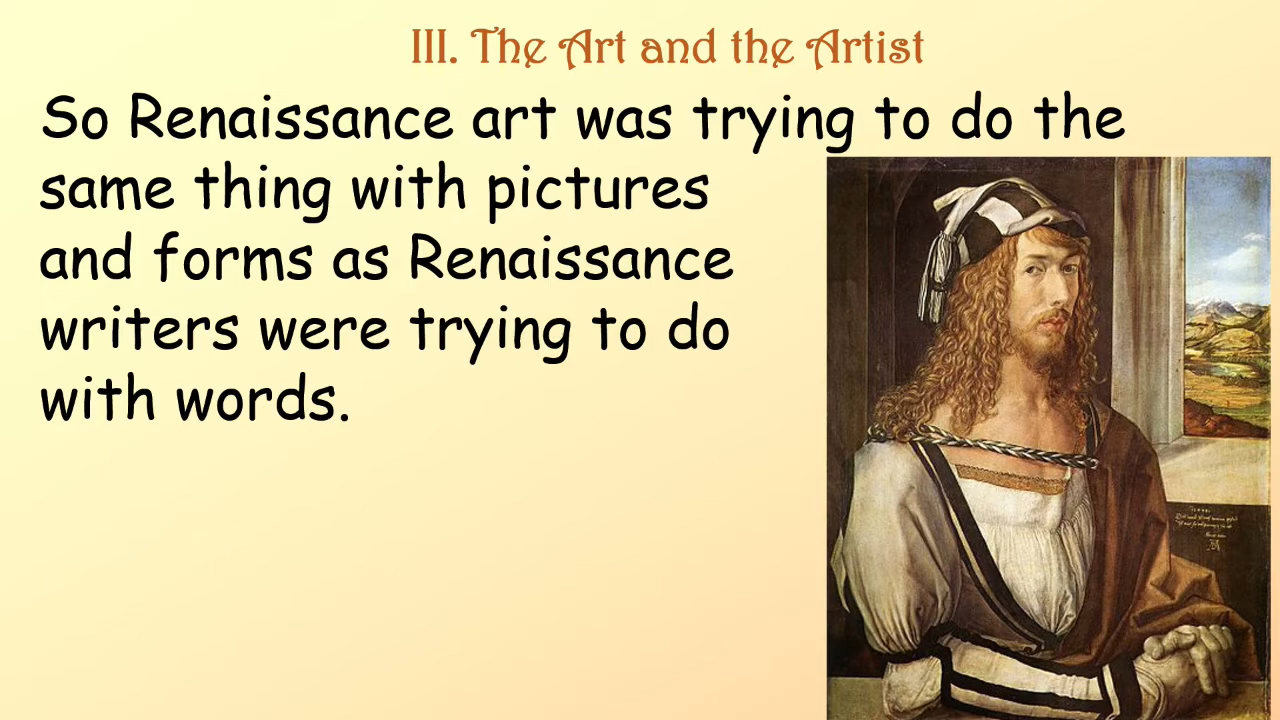 III. The Art and the Artist
So Renaissance art was trying to do the
same thing with pictures
and forms as Renaissance
writers were trying to do
with words.